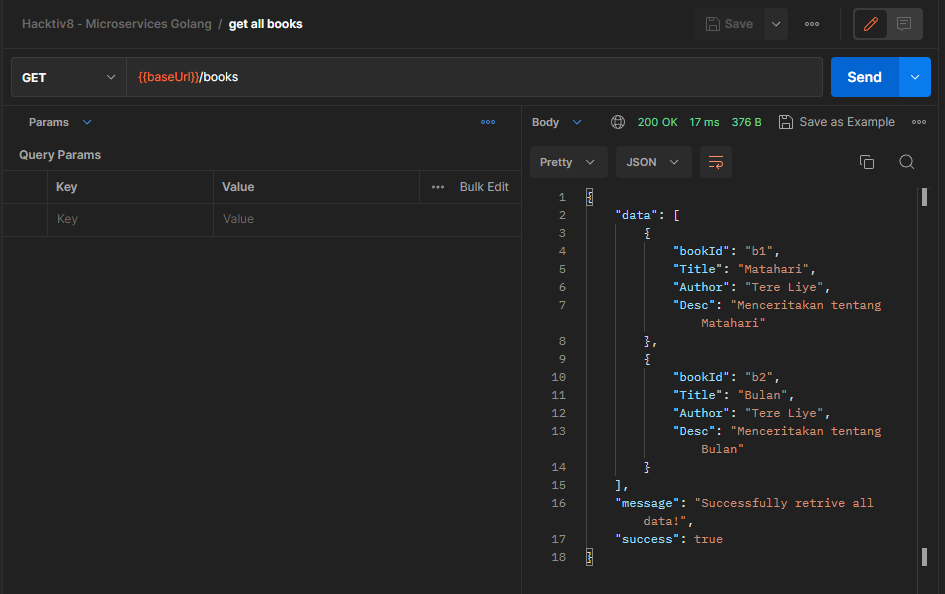 Hacktiv8 - Microservices Golang / get all books
Save
GET
{{baseUrl}}/books
Send
Params
Query Params
Key Value Bulk Edit
Key Value
Body 200 OK 17 ms 376 B Save as Example
Pretty JSON
1 {
2 "data": [
3 {
4 "bookId": "b1",
5 "Title": "Matahari",
6 "Author": "Tere Liye",
7 "Desc": "Menceritakan tentang
Matahari"
8 },
9 {
10 "bookId": "b2",
11 "Title": "Bulan",
12 "Author": "Tere Liye",
13 "Desc": "Menceritakan tentang
Bulan"
14 }
15 ],
16 "message": "Successfully retrive all
data!",
17 "success": true
18 }